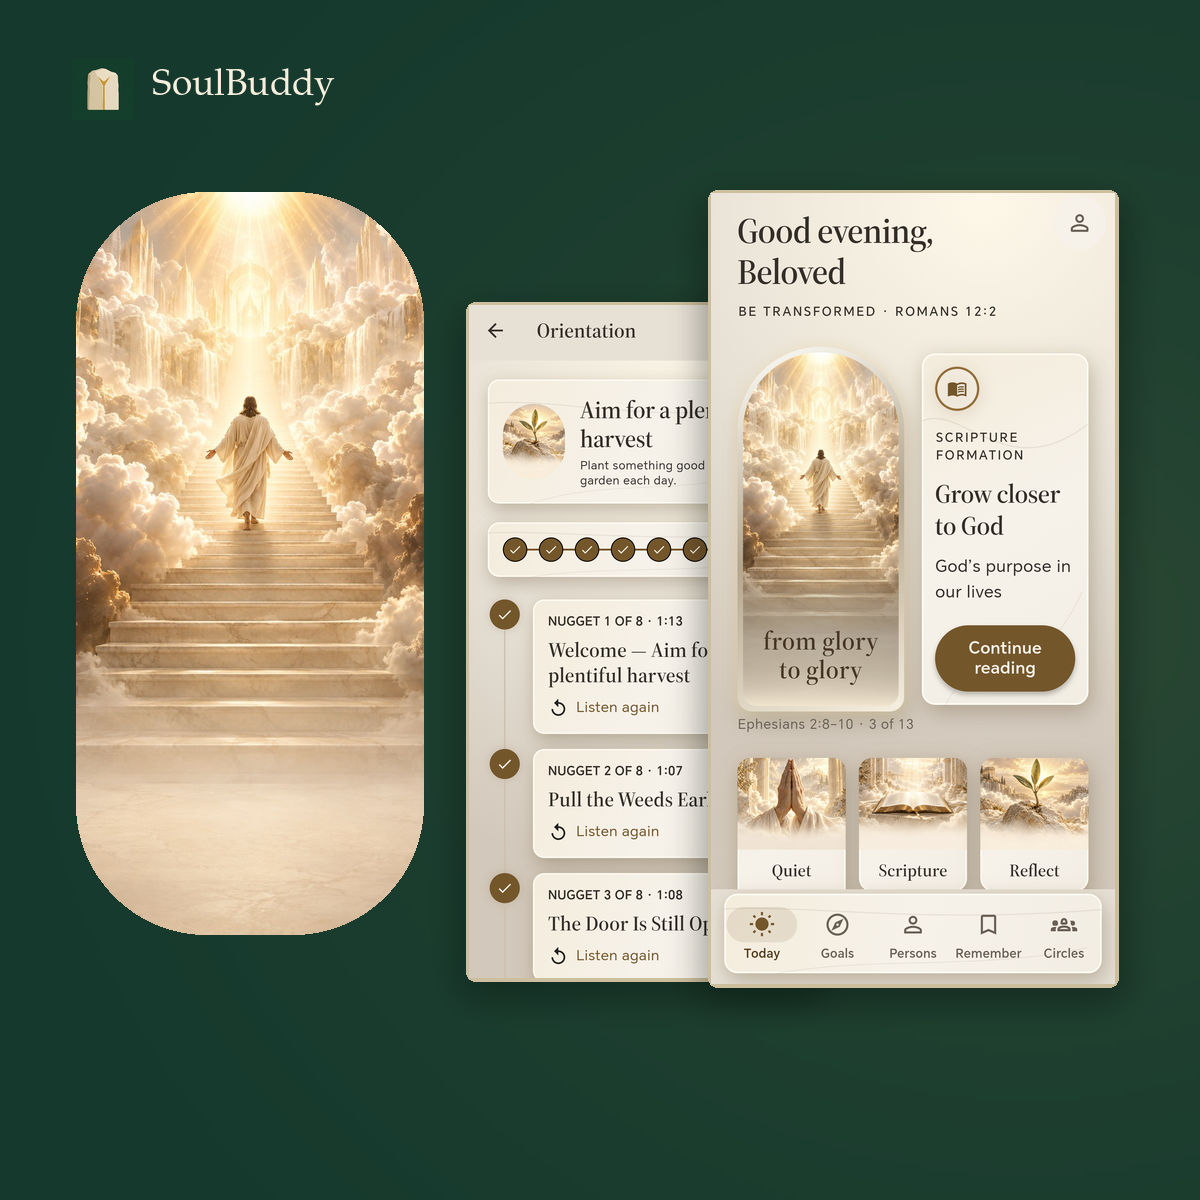 SoulBuddy
Orientation
Aim for a
harvest
Plant something good
garden each day.
NUGGET 1 OF 8 · 1:13
Welcome — Aim
plentiful harvest
Listen again
NUGGET 2 OF 8 · 1:07
Pull the Weeds
Listen again
NUGGET 3 OF 8 · 1:08
The Door Is Still
Listen again
Good evening,
Beloved
BE TRANSFORMED · ROMANS 12:2
from glory
to glory
SCRIPTURE
FORMATION
Grow closer
to God
God's purpose in
our lives
Continue
reading
Ephesians 2:8–10 · 3 of 13
Quiet
Scripture
Reflect
Today
Goals
Persons
Remember
Circles